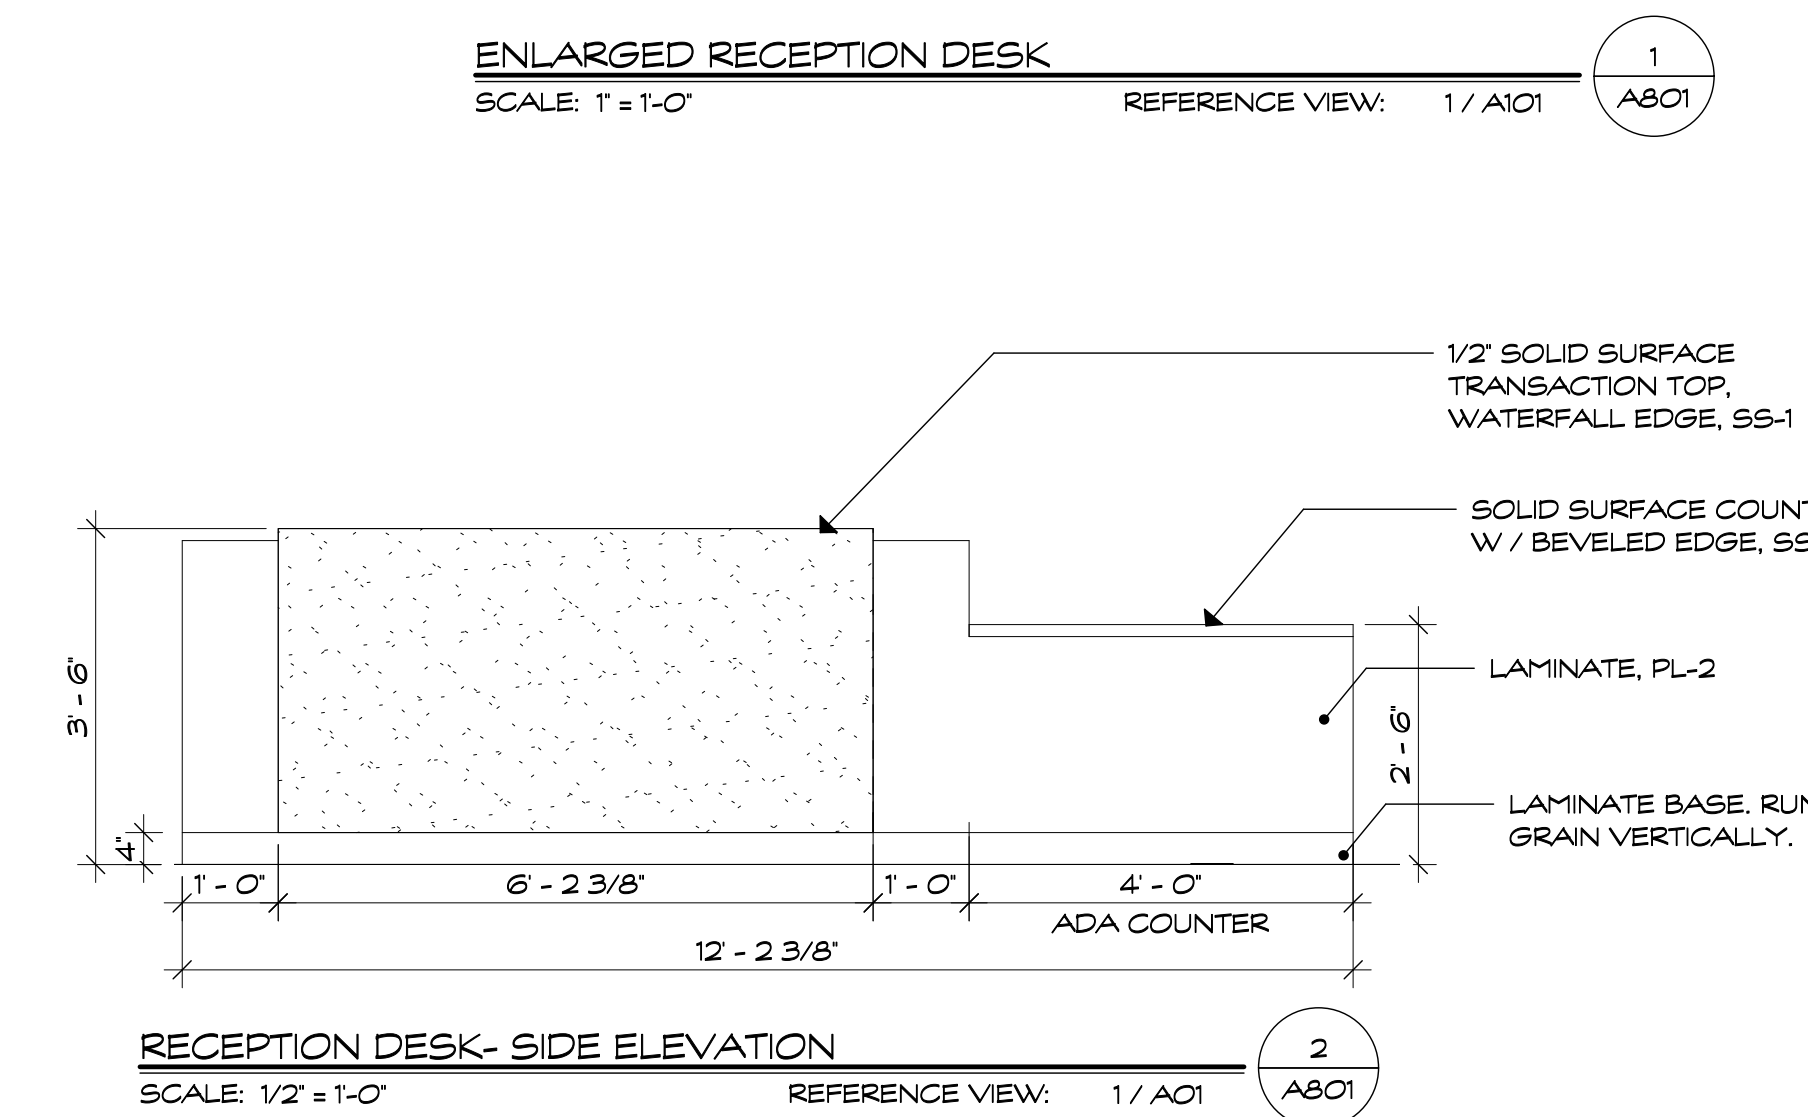 ENLARGED RECEPTION DESK
SCALE: 1" = 1'-0"
REFERENCE VIEW: 1 / A101
1
A801
1/2" SOLID SURFACE
TRANSACTION TOP,
WATERFALL EDGE, SS-1
SOLID SURFACE
W / BEVELED EDGE,
LAMINATE, PL-2
LAMINATE BASE.
GRAIN VERTICALLY.
3' - 6"
4"
2' - 6"
1' - 0"
6' - 2 3/8"
1' - 0"
4' - 0"
ADA COUNTER
12' - 2 3/8"
RECEPTION DESK- SIDE ELEVATION
SCALE: 1/2" = 1'-0"
REFERENCE VIEW: 1 / A01
2
A801